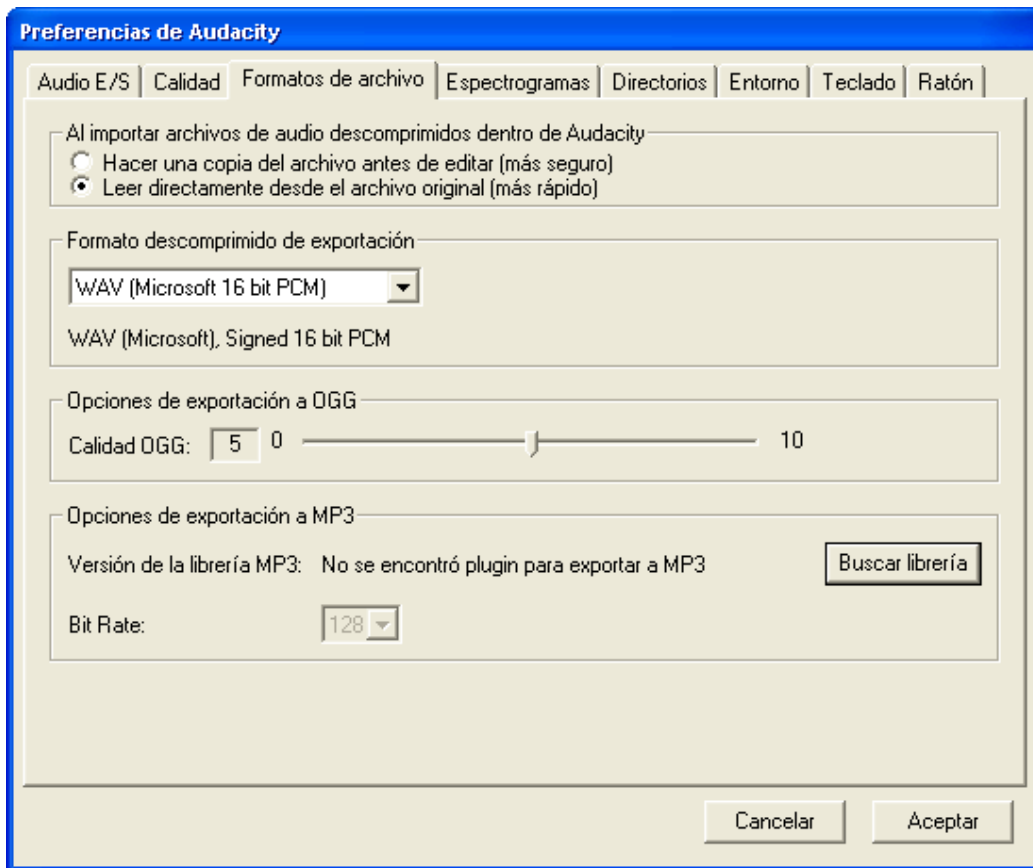 Preferencias de Audacity
Audio E/S Calidad Formatos de archivo Espectrogramas Directorios Entorno Teclado Ratón
Al importar archivos de audio descomprimidos dentro de Audacity
Hacer una copia del archivo antes de editar (más seguro)
Leer directamente desde el archivo original (más rápido)
Formato descomprimido de exportación
WAV (Microsoft 16 bit PCM)
WAV (Microsoft), Signed 16 bit PCM
Opciones de exportación a OGG
Calidad OGG: 5 0 10
Opciones de exportación a MP3
Versión de la librería MP3: No se encontró plugin para exportar a MP3 Buscar librería
Bit Rate: 128
Cancelar Aceptar